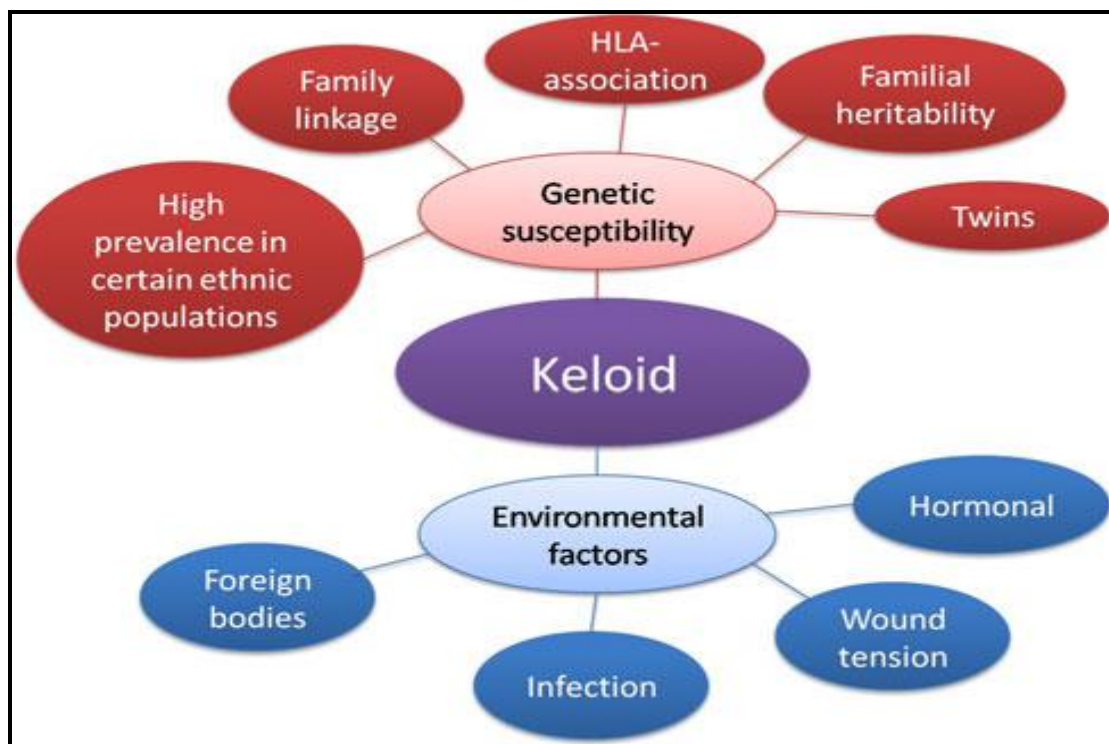 HLA-
association
Family
linkage
Familial
heritability
High
prevalence in
certain ethnic
populations
Genetic
susceptibility
Twins
Keloid
Environmental
factors
Hormonal
Foreign
bodies
Wound
tension
Infection